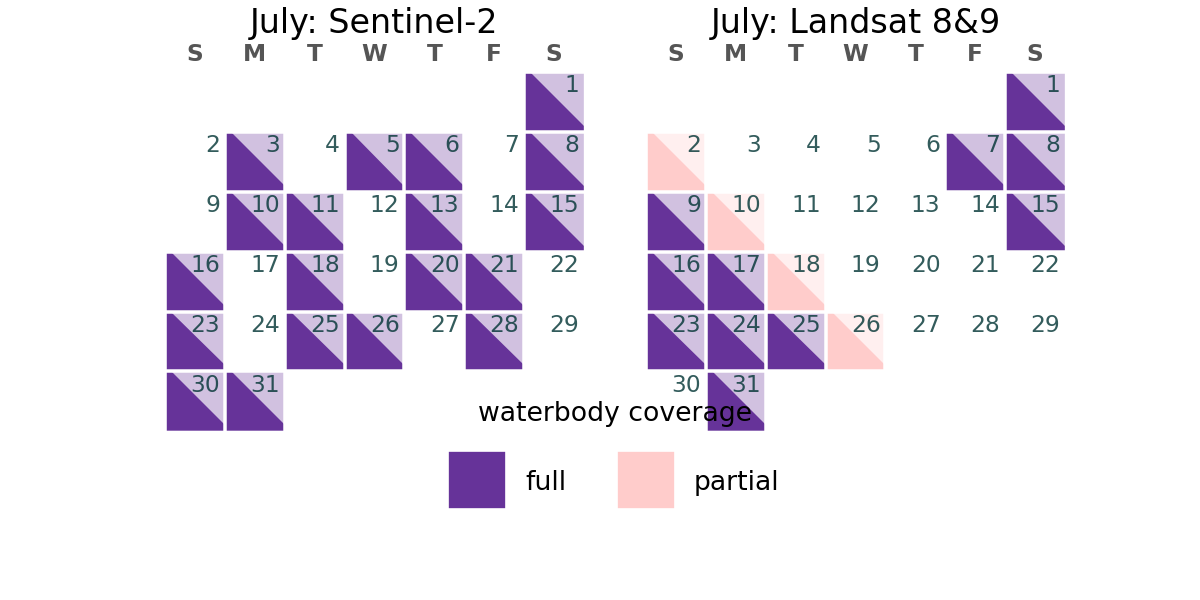 July: Sentinel-2
S M T W T F S
1
2 3 4 5 6 7 8
9 10 11 12 13 14 15
16 17 18 19 20 21 22
23 24 25 26 27 28 29
30 31
July: Landsat 8&9
S M T W T F S
1
2 3 4 5 6 7 8
9 10 11 12 13 14 15
16 17 18 19 20 21 22
23 24 25 26 27 28 29
30 31
waterbody coverage
full partial